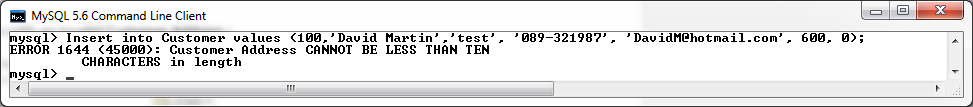 MySQL 5.6 Command Line Client
mysql> Insert into Customer values (100,'David Martin','test', '089-321987', 'DavidM@hotmail.com', 600, 0);
ERROR 1644 (45000): Customer Address CANNOT BE LESS THAN TEN
CHARACTERS in length
mysql> _